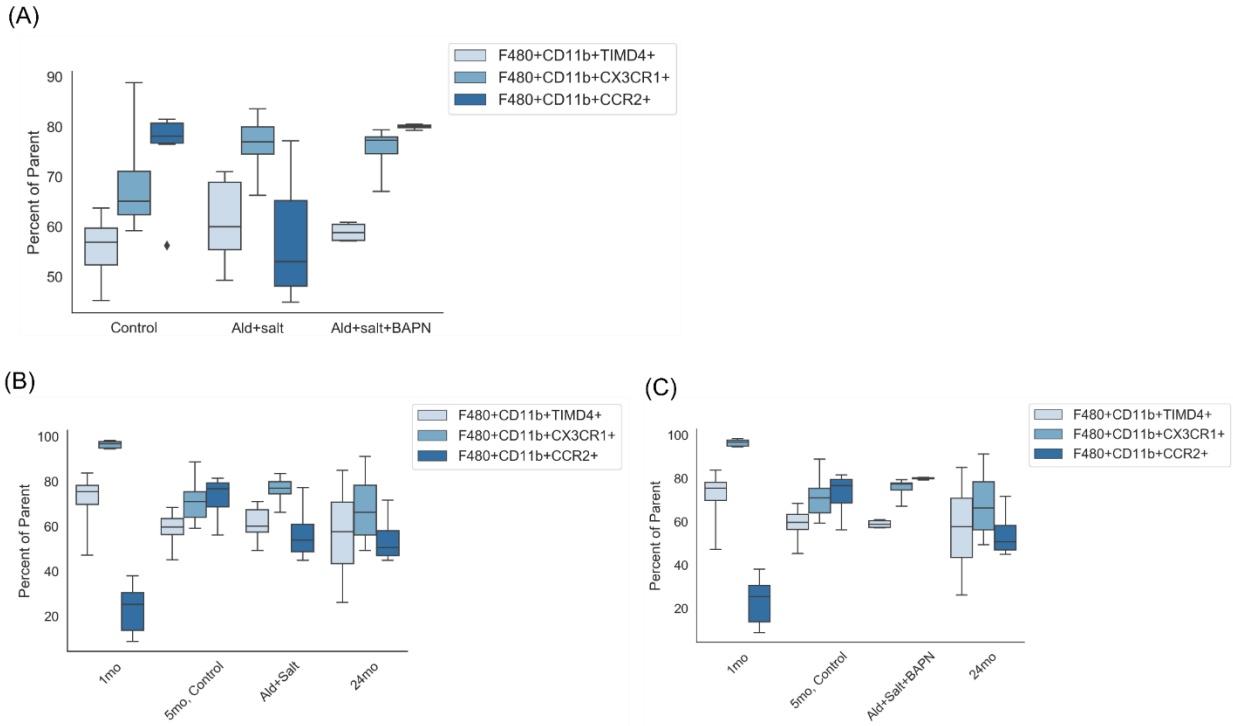 (A)
F480+CD11b+TIMD4+
F480+CD11b+CX3CR1+
F480+CD11b+CCR2+
90
80
70
60
50
Percent of Parent
Control
Ald+salt
Ald+salt+BAPN
(B)
F480+CD11b+TIMD4+
F480+CD11b+CX3CR1+
F480+CD11b+CCR2+
100
80
60
40
20
Percent of Parent
1mo
5mo, Control
Ald+Salt
24mo
(C)
F480+CD11b+TIMD4+
F480+CD11b+CX3CR1+
F480+CD11b+CCR2+
100
80
60
40
20
Percent of Parent
1mo
5mo, Control
Ald+Salt+BAPN
24mo